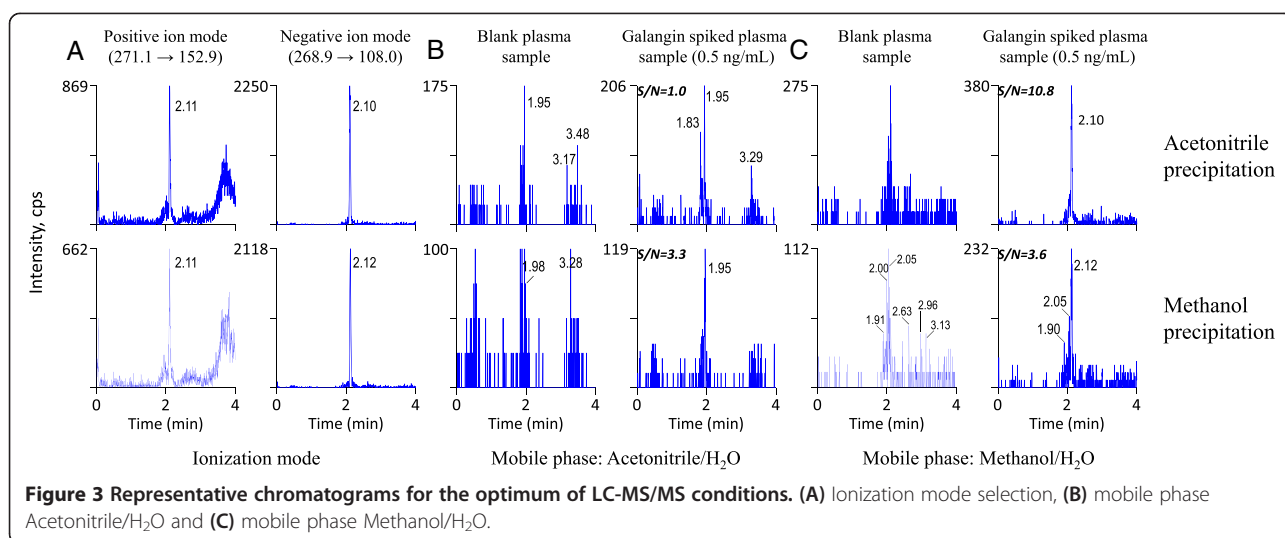 A
Positive ion mode
(271.1 → 152.9)
Negative ion mode
(268.9 → 108.0)
B
Blank plasma
sample
Galangin spiked plasma
sample (0.5 ng/mL)
C
Blank plasma
sample
Galangin spiked plasma
sample (0.5 ng/mL)
869
2.11
2250
2.10
175
1.95
3.48
3.17
206
S/N=1.0
1.95
1.83
3.29
275
380
S/N=10.8
2.10
Acetonitrile
precipitation
Intensity, cps
662
2.11
2118
2.12
100
1.98
3.28
119
S/N=3.3
1.95
112
2.05
2.00
1.91
2.63
2.96
3.13
232
S/N=3.6
2.12
2.05
1.90
Methanol
precipitation
0 2 4
0 2 4
0 2 4
0 2 4
0 2 4
0 2 4
Time (min)
Time (min)
Time (min)
Time (min)
Time (min)
Time (min)
Ionization mode
Mobile phase: Acetonitrile/H₂O
Mobile phase: Methanol/H₂O
Figure 3 Representative chromatograms for the optimum of LC-MS/MS conditions. (A) Ionization mode selection, (B) mobile phase
Acetonitrile/H₂O and (C) mobile phase Methanol/H₂O.